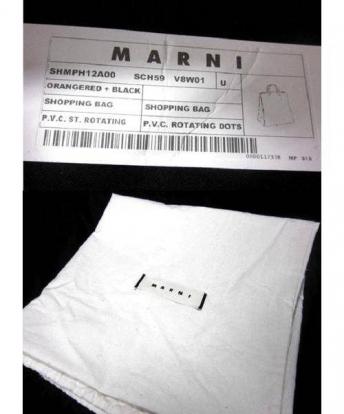 MARNI
SHMPH12A00 SCH59 V8W01 U
ORANGERED + BLACK
SHOPPING BAG SHOPPING BAG
P.V.C. ST. ROTATING P.V.C. ROTATING DOTS
MARNI